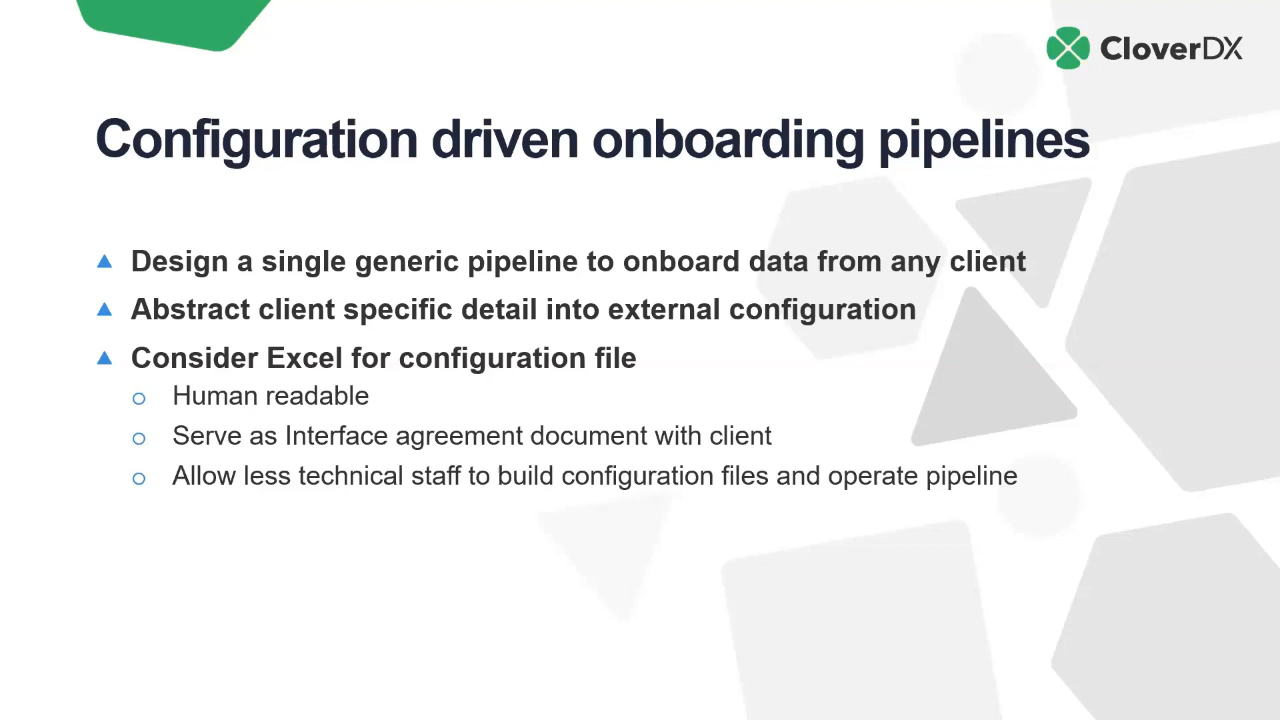 CloverDX
Configuration driven onboarding pipelines
Design a single generic pipeline to onboard data from any client
Abstract client specific detail into external configuration
Consider Excel for configuration file
Human readable
Serve as Interface agreement document with client
Allow less technical staff to build configuration files and operate pipeline